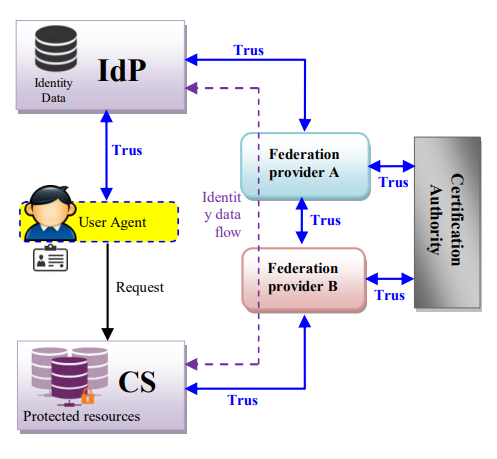 Identity
Data
IdP
Trus
Trus
Federation
provider A
Trus
Certification
Authority
User Agent
Identit
y data
flow
Trus
Federation
provider B
Trus
Request
CS
Protected resources
Trus